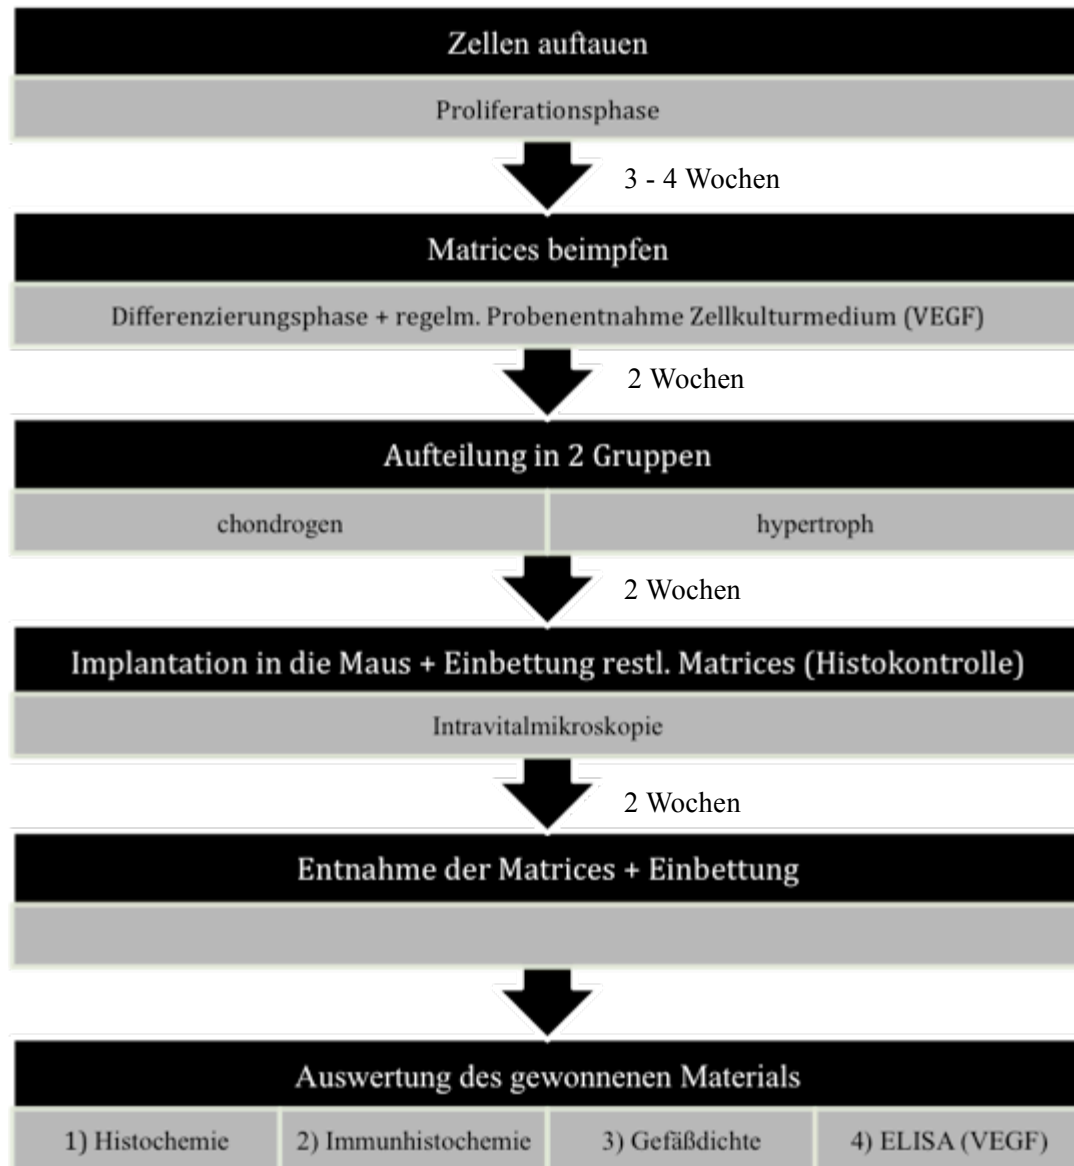 Zellen auftauen
Proliferationsphase
3 - 4 Wochen
Matrices beimpfen
Differenzierungsphase + regelm. Probenentnahme Zellkulturmedium (VEGF)
2 Wochen
Aufteilung in 2 Gruppen
chondrogen
hypertroph
2 Wochen
Implantation in die Maus + Einbettung restl. Matrices (Histokontrolle)
Intravitalmikroskopie
2 Wochen
Entnahme der Matrices + Einbettung
Auswertung des gewonnenen Materials
1) Histochemie
2) Immunhistochemie
3) Gefäßdichte
4) ELISA (VEGF)